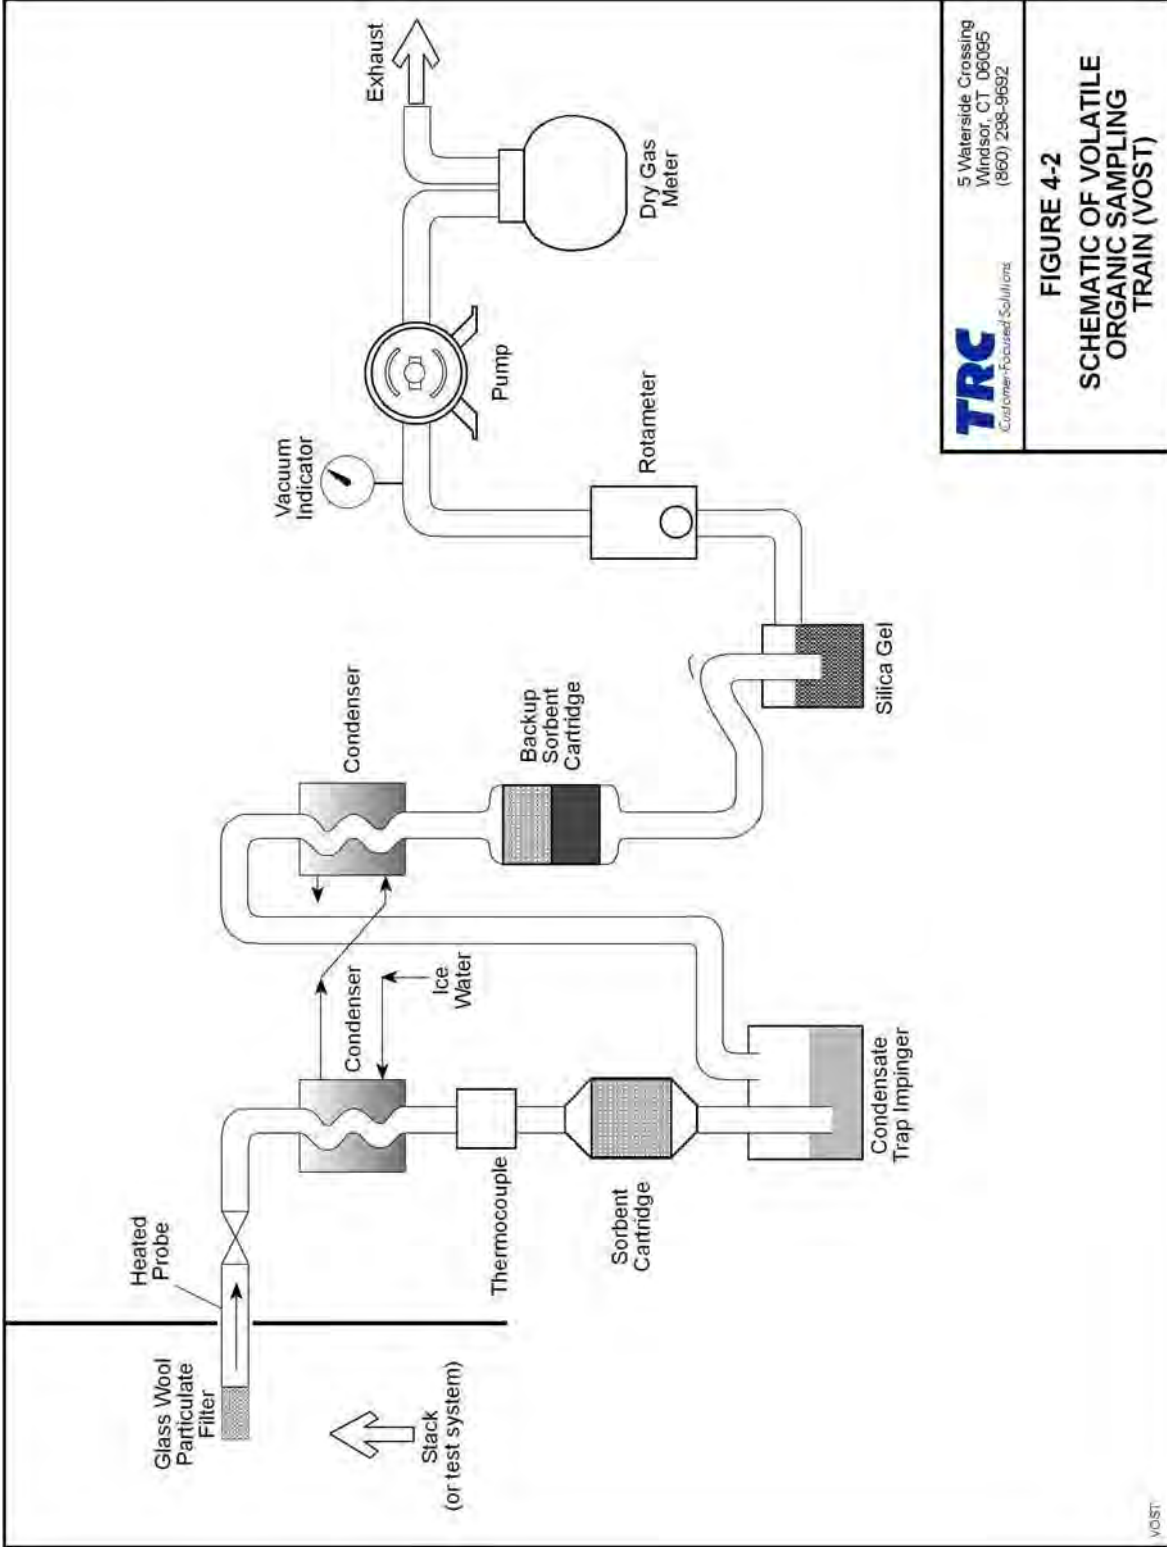 Glass Wool
Particulate
Filter
Heated
Probe
Stack
(or test system)
Condenser
Ice
Water
Thermocouple
Sorbent
Cartridge
Condensate
Trap Impinger
Condenser
Backup
Sorbent
Cartridge
Silica Gel
Rotameter
Vacuum
Indicator
Pump
Dry Gas
Meter
Exhaust
TRC
Customer-Focused Solutions
5 Waterside Crossing
Windsor, CT 06095
(860) 298-9692
FIGURE 4-2
SCHEMATIC OF VOLATILE
ORGANIC SAMPLING
TRAIN (VOST)
VOST